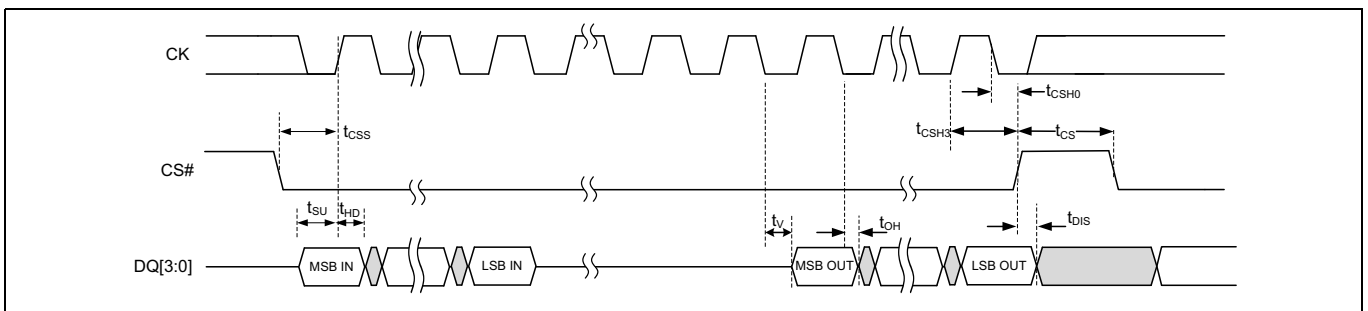 CK
tCSH0
tCSS
tCSH3
tCS
CS#
tSU
tHD
tV
tOH
tDIS
DQ[3:0]
MSB IN
LSB IN
MSB OUT
LSB OUT